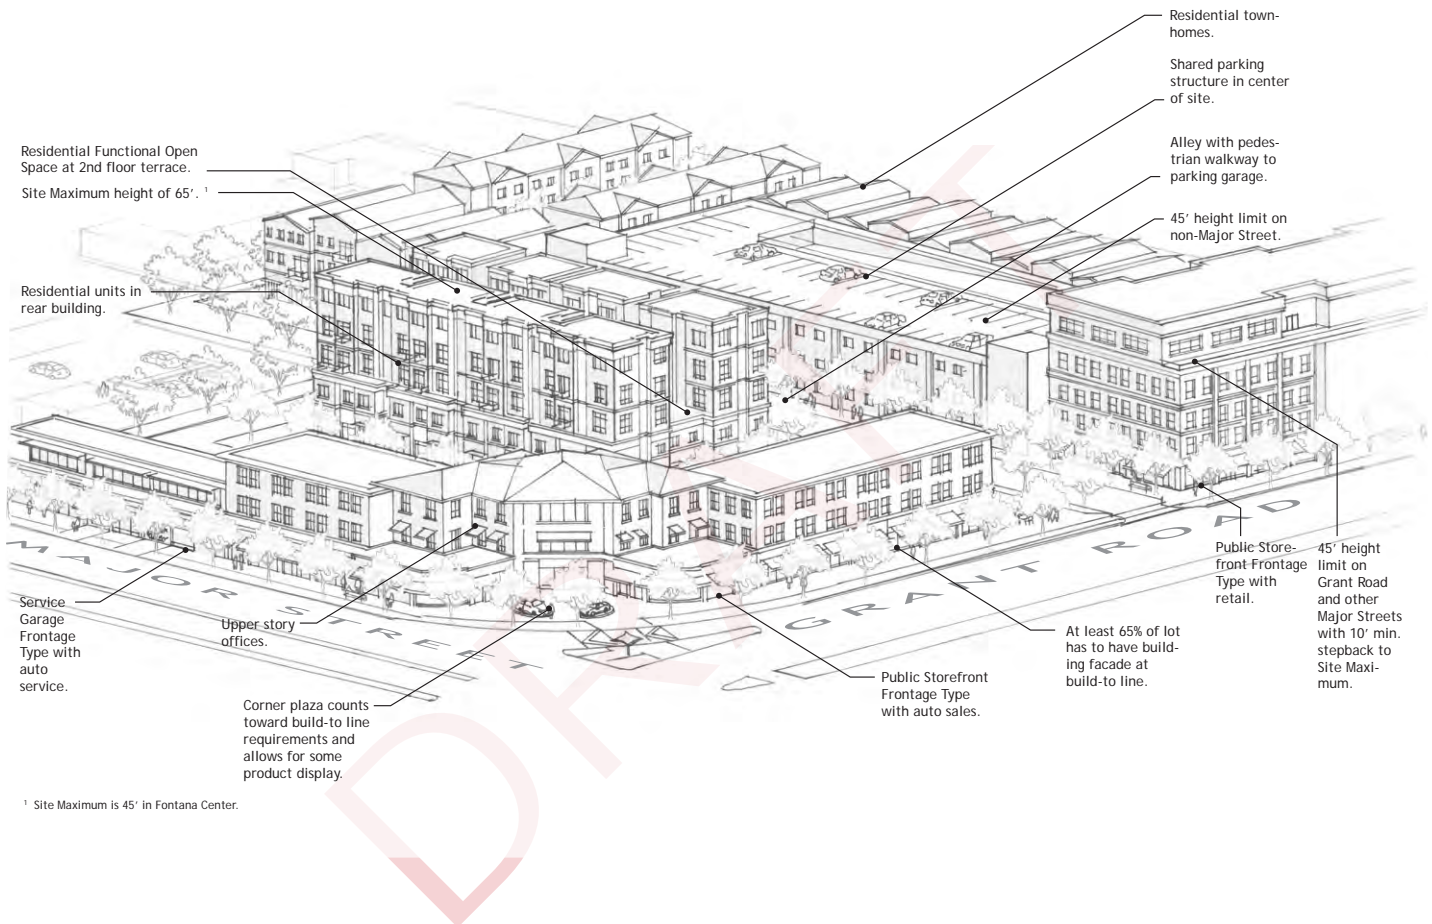 Residential town-
homes.
Shared parking
structure in center
of site.
Alley with pedes-
trian walkway to
parking garage.
45' height limit on
non-Major Street.
Residential Functional Open
Space at 2nd floor terrace.
Site Maximum height of 65'. 1
Residential units in
rear building.
Service
Garage
Frontage
Type with
auto
service.
Upper story
offices.
Corner plaza counts
toward build-to line
requirements and
allows for some
product display.
Public Storefront
Frontage Type
with auto sales.
At least 65% of lot
has to have build-
ing facade at
build-to line.
Public Store-
front Frontage
Type with
retail.
45' height
limit on
Grant Road
and other
Major Streets
with 10' min.
stepback to
Site Maxi-
mum.
MAJOR STREET
GRANT ROAD
DRAFT
1 Site Maximum is 45' in Fontana Center.